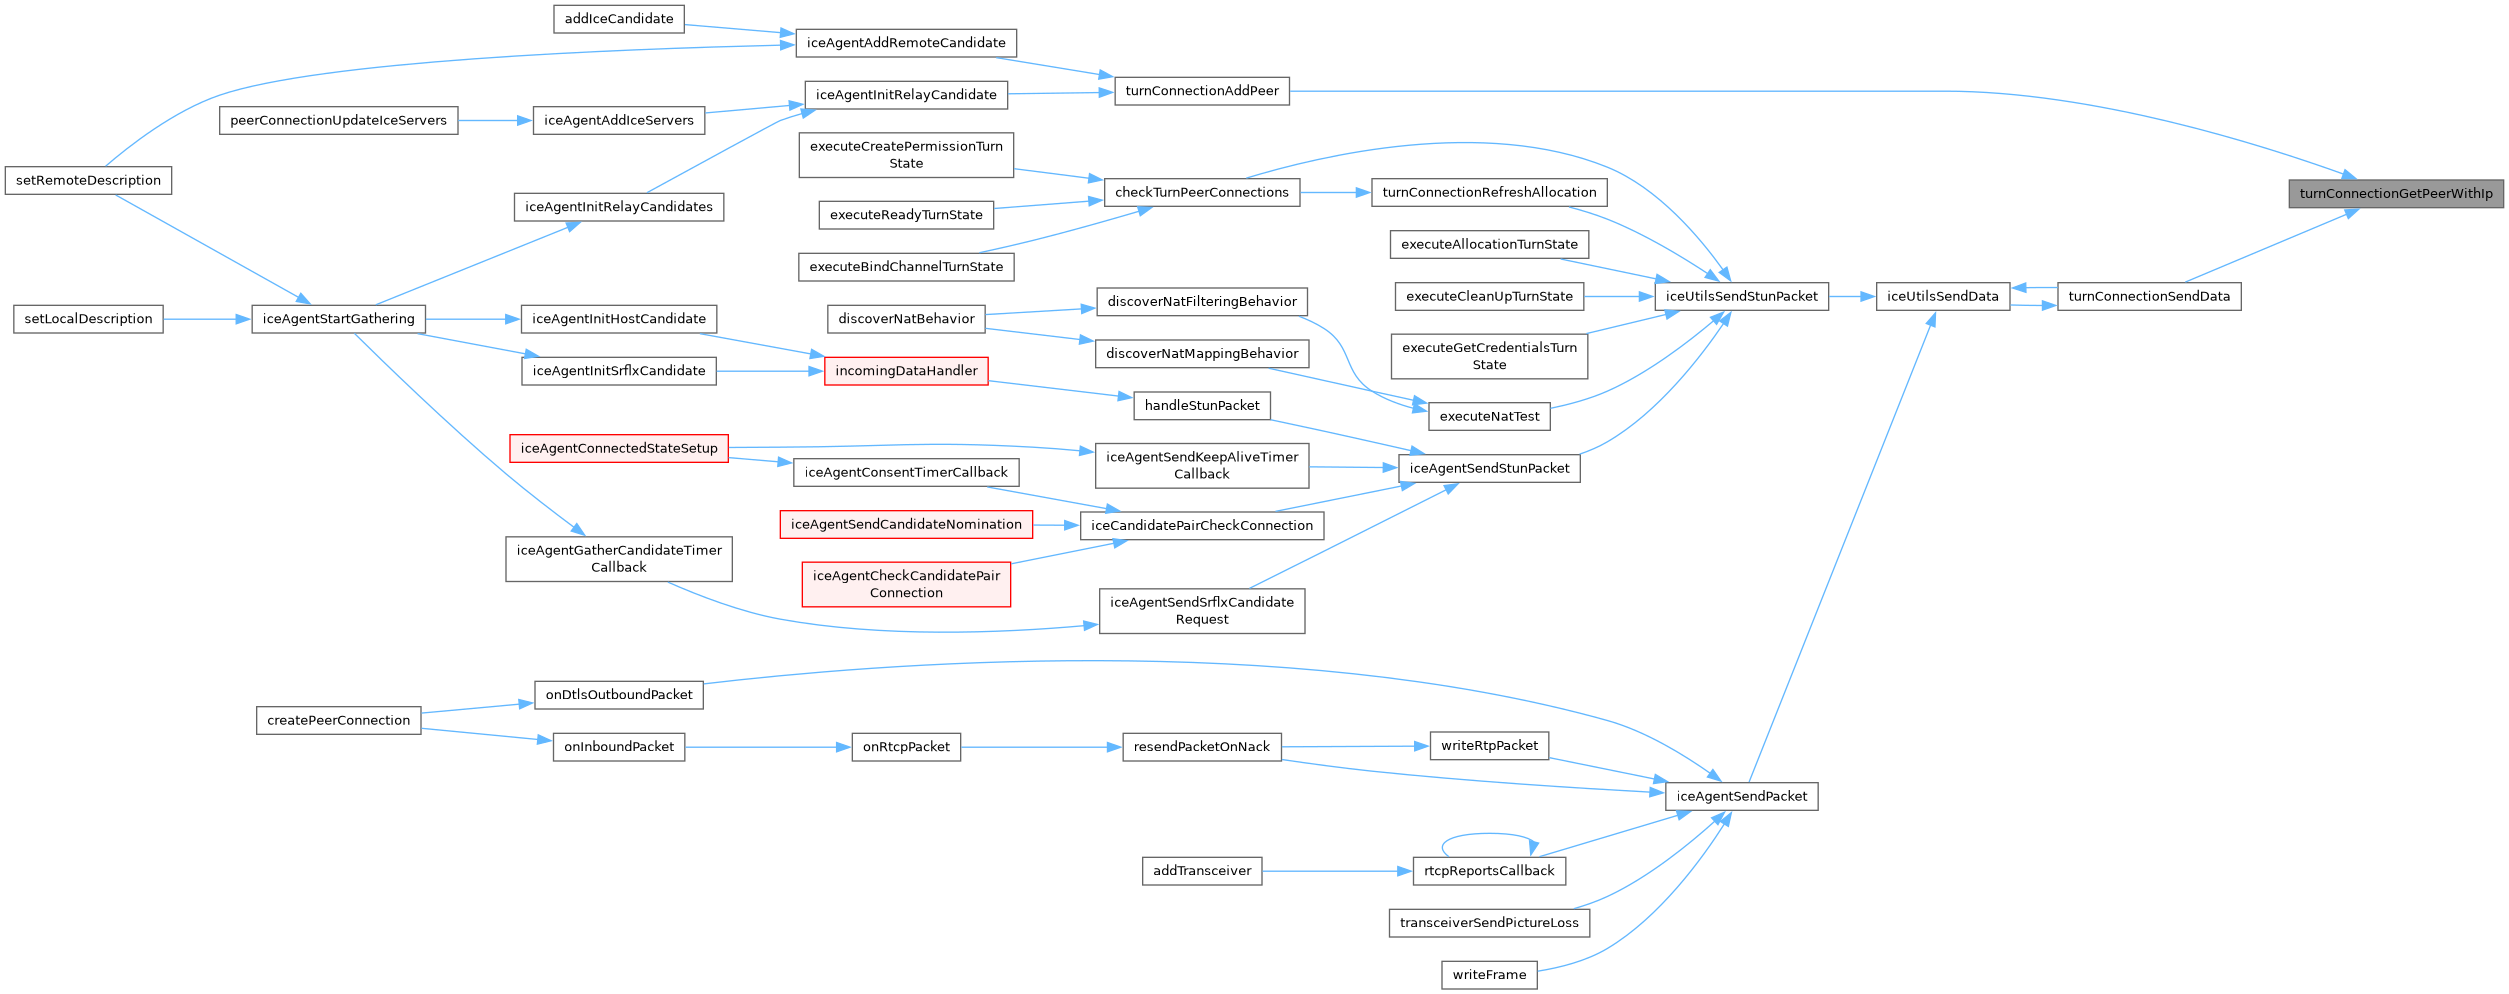 addIceCandidate
iceAgentAddRemoteCandidate
turnConnectionAddPeer
iceAgentInitRelayCandidate
peerConnectionUpdateIceServers
iceAgentAddIceServers
executeCreatePermissionTurn
State
setRemoteDescription
checkTurnPeerConnections
turnConnectionRefreshAllocation
turnConnectionGetPeerWithIp
iceAgentInitRelayCandidates
executeReadyTurnState
executeAllocationTurnState
executeBindChannelTurnState
executeCleanUpTurnState
iceUtilsSendStunPacket
iceUtilsSendData
turnConnectionSendData
discoverNatFilteringBehavior
setLocalDescription
iceAgentStartGathering
iceAgentInitHostCandidate
discoverNatBehavior
executeGetCredentialsTurn
State
discoverNatMappingBehavior
iceAgentInitSrflxCandidate
incomingDataHandler
handleStunPacket
executeNatTest
iceAgentConnectedStateSetup
iceAgentConsentTimerCallback
iceAgentSendKeepAliveTimer
Callback
iceAgentSendStunPacket
iceAgentSendCandidateNomination
iceCandidatePairCheckConnection
iceAgentGatherCandidateTimer
Callback
iceAgentCheckCandidatePair
Connection
iceAgentSendSrflxCandidate
Request
onDtlsOutboundPacket
createPeerConnection
onInboundPacket
onRtcpPacket
resendPacketOnNack
writeRtpPacket
iceAgentSendPacket
addTransceiver
rtcpReportsCallback
transceiverSendPictureLoss
writeFrame